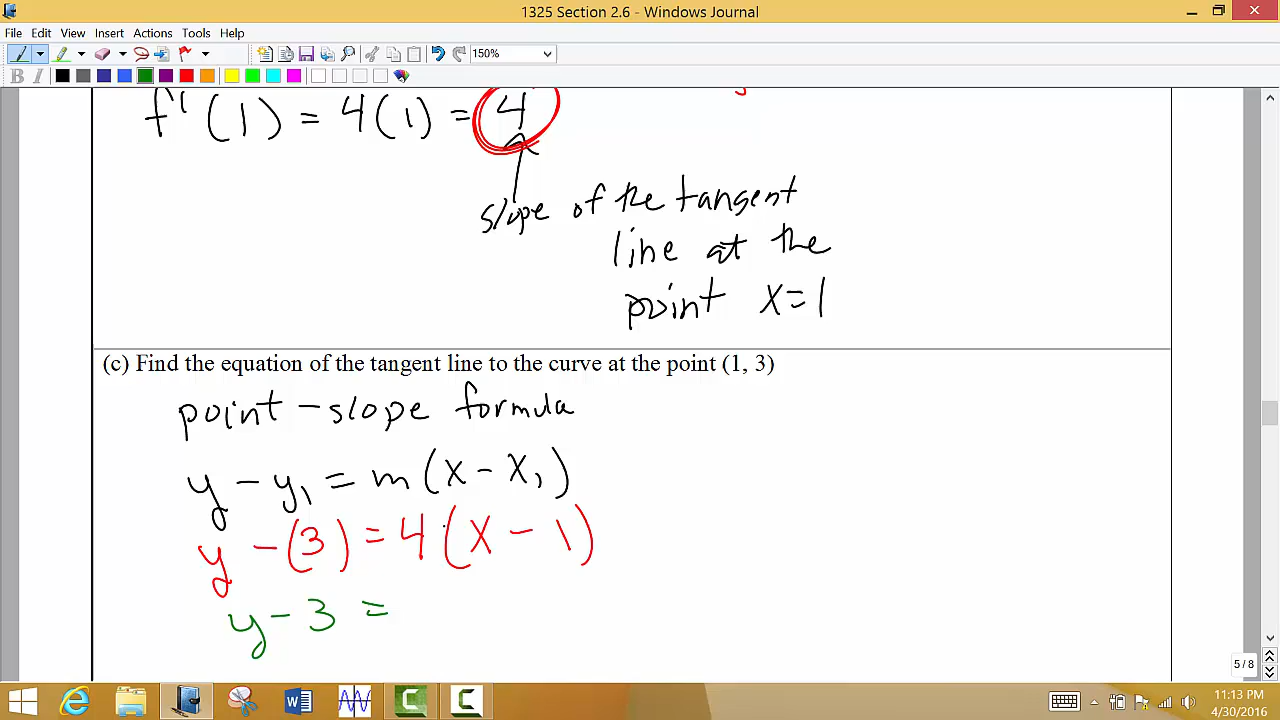 1325 Section 2.6 - Windows Journal
File Edit View Insert Actions Tools Help
150%
B I
f'(1) = 4(1) = 4
slope of the tangent
line at the
point x=1
(c) Find the equation of the tangent line to the curve at the point (1, 3)
point-slope formula
y - y₁ = m(x - x₁)
y - (3) = 4(x - 1)
y - 3 =
5 / 8
11:13 PM
4/30/2016